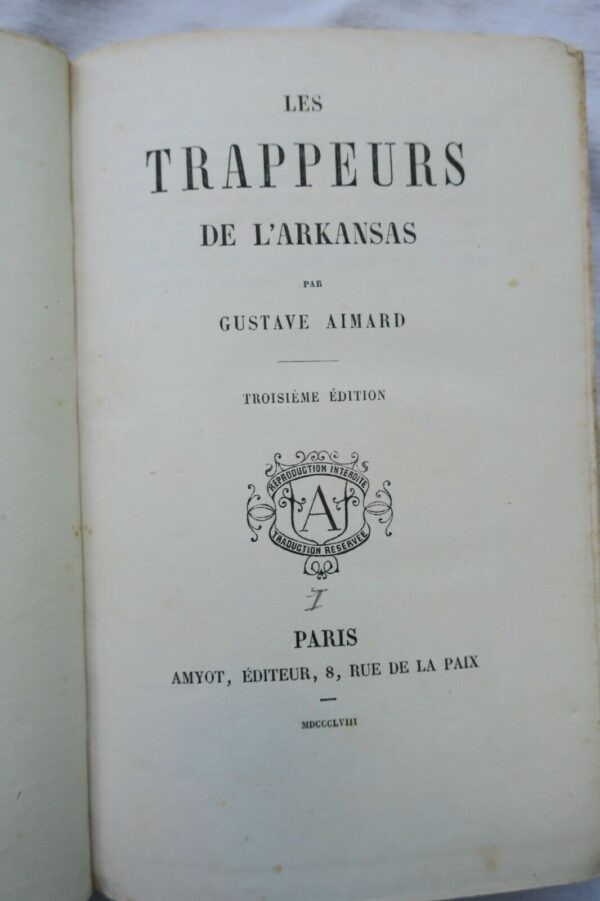 LES
TRAPPEURS
DE L'ARKANSAS
PAR
GUSTAVE AIMARD
TROISIÈME ÉDITION
REPRODUCTION INTERDITE
A
TRADUCTION RESERVÉE
I
PARIS
AMYOT, ÉDITEUR, 8, RUE DE LA PAIX
MDCCCLVIII